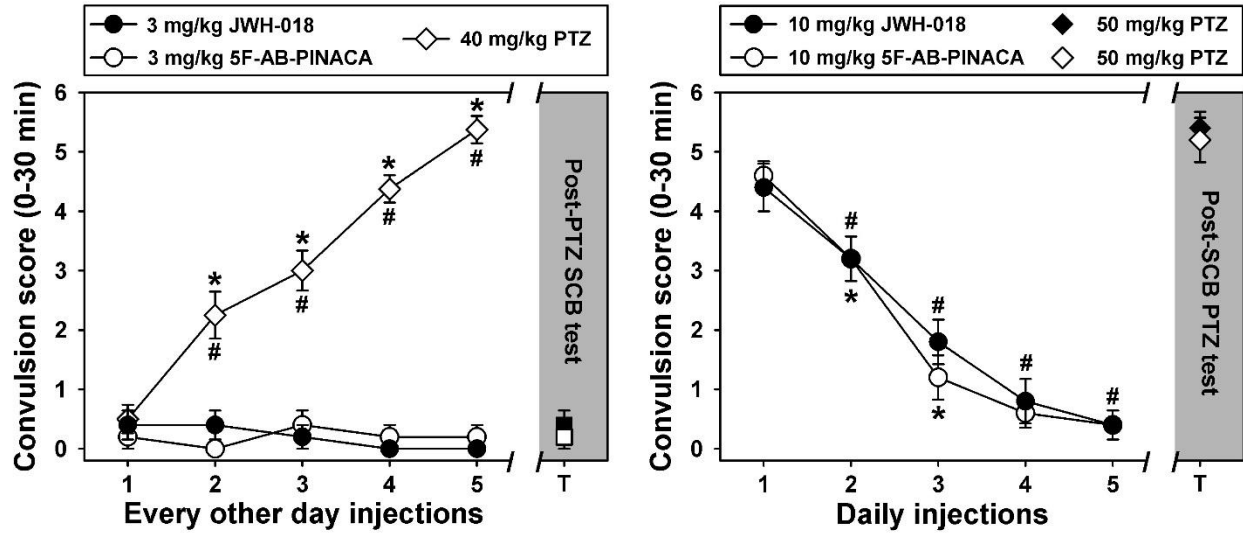 3 mg/kg JWH-018
3 mg/kg 5F-AB-PINACA
40 mg/kg PTZ
Convulsion score (0-30 min)
6
5
4
3
2
1
0
*
#
*
#
*
#
*
#
Post-PTZ SCB test
1 2 3 4 5 T
Every other day injections
10 mg/kg JWH-018
10 mg/kg 5F-AB-PINACA
50 mg/kg PTZ
50 mg/kg PTZ
Convulsion score (0-30 min)
6
5
4
3
2
1
0
#
*
#
*
#
#
Post-SCB PTZ test
1 2 3 4 5 T
Daily injections